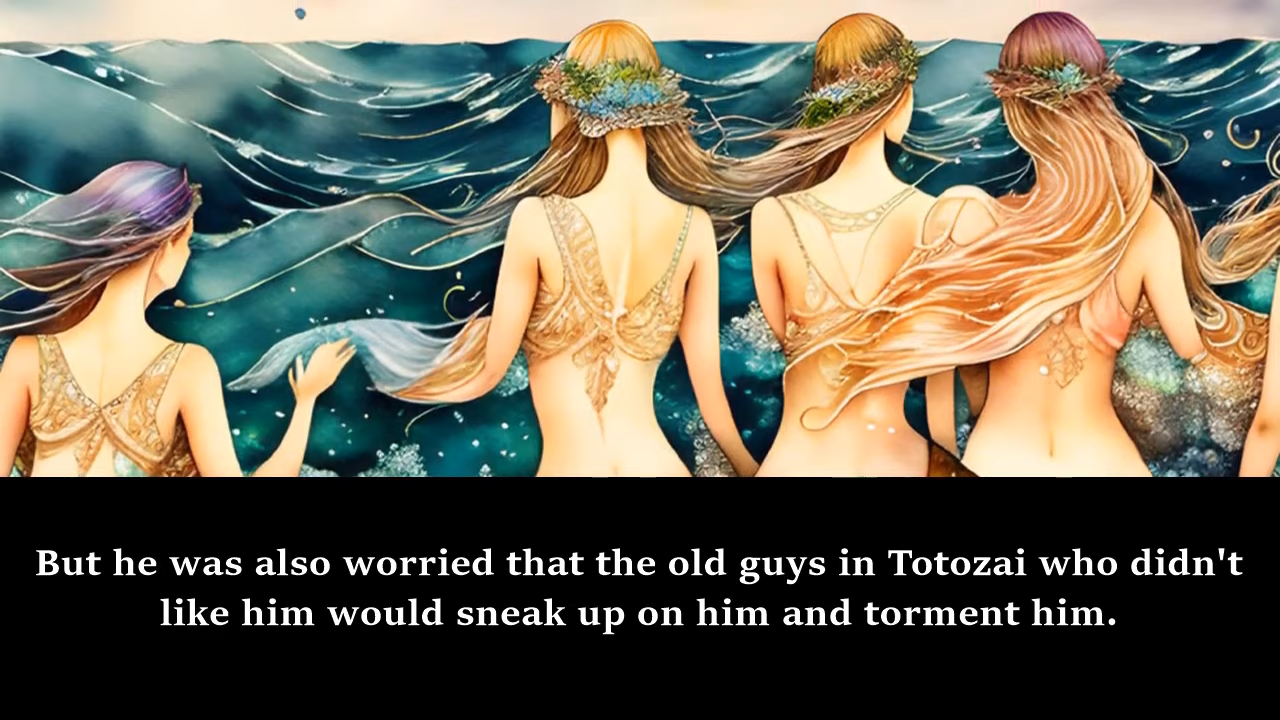 But he was also worried that the old guys in Totozai who didn't
like him would sneak up on him and torment him.